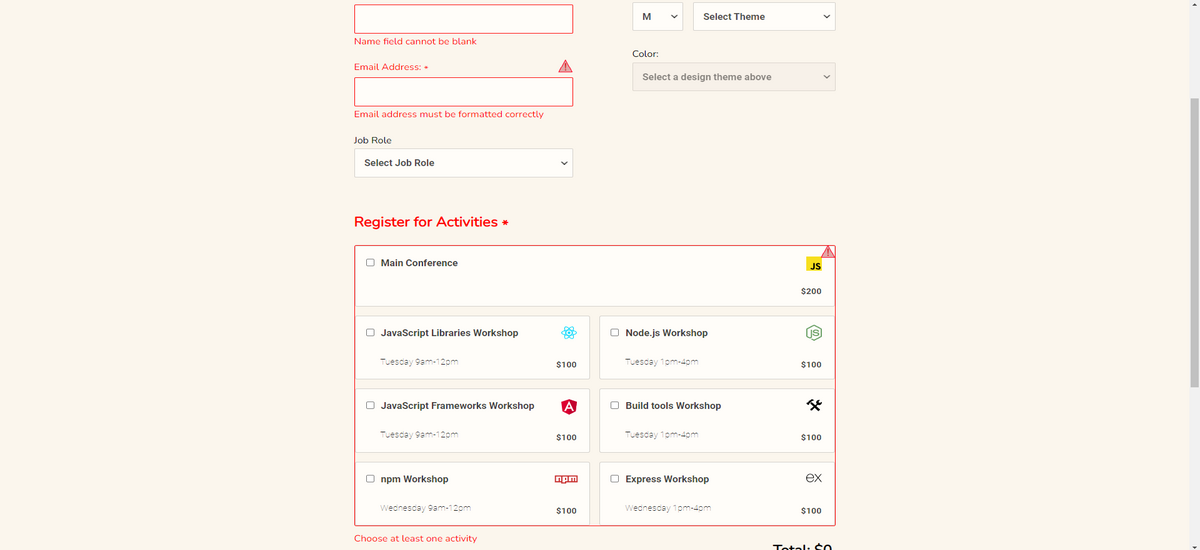 Name field cannot be blank
Email Address: *
Email address must be formatted correctly
Job Role
Select Job Role
M
Select Theme
Color:
Select a design theme above
Register for Activities *
Main Conference
JS
$200
JavaScript Libraries Workshop
Tuesday 9am-12pm
$100
Node.js Workshop
JS
Tuesday 1pm-4pm
$100
JavaScript Frameworks Workshop
A
Tuesday 9am-12pm
$100
Build tools Workshop
Tuesday 1pm-4pm
$100
npm Workshop
npm
Wednesday 9am-12pm
$100
Express Workshop
ex
Wednesday 1pm-4pm
$100
Choose at least one activity
Total: $0